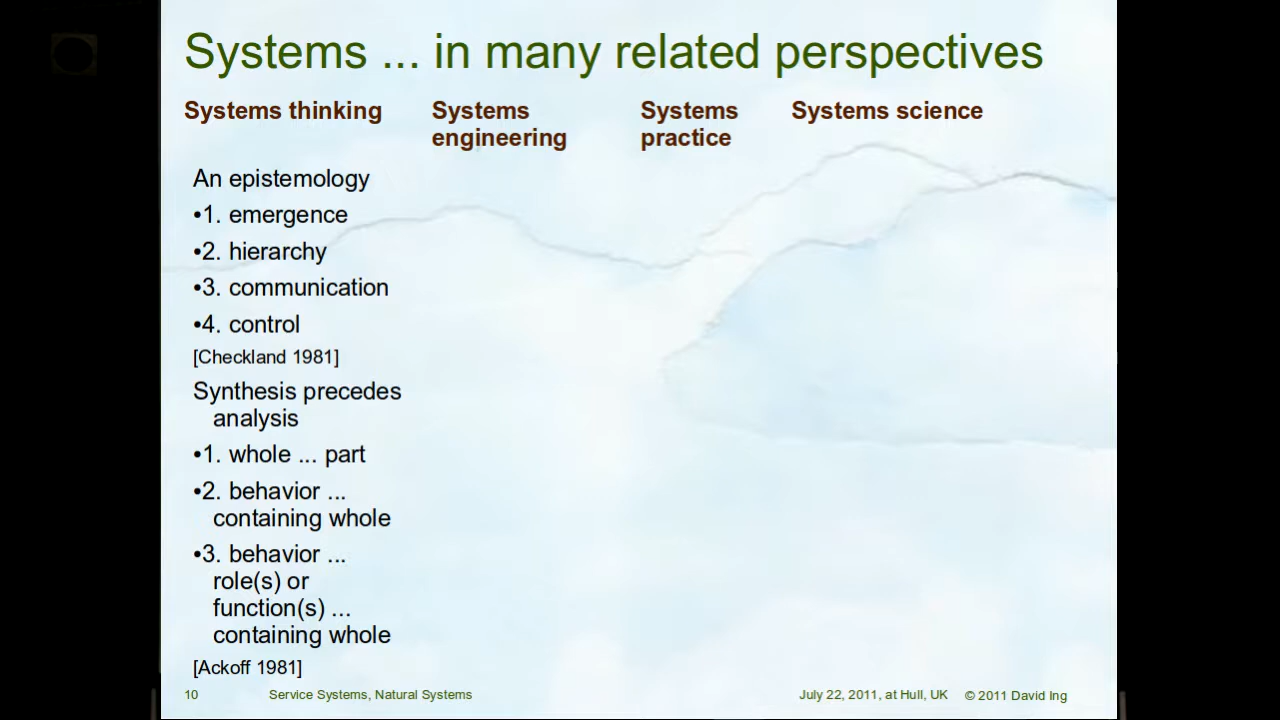 Systems ... in many related perspectives
Systems thinking
Systems
engineering
Systems
practice
Systems science
An epistemology
•1. emergence
•2. hierarchy
•3. communication
•4. control
[Checkland 1981]
Synthesis precedes
analysis
•1. whole ... part
•2. behavior ...
containing whole
•3. behavior ...
role(s) or
function(s) ...
containing whole
[Ackoff 1981]
10
Service Systems, Natural Systems
July 22, 2011, at Hull, UK
© 2011 David Ing